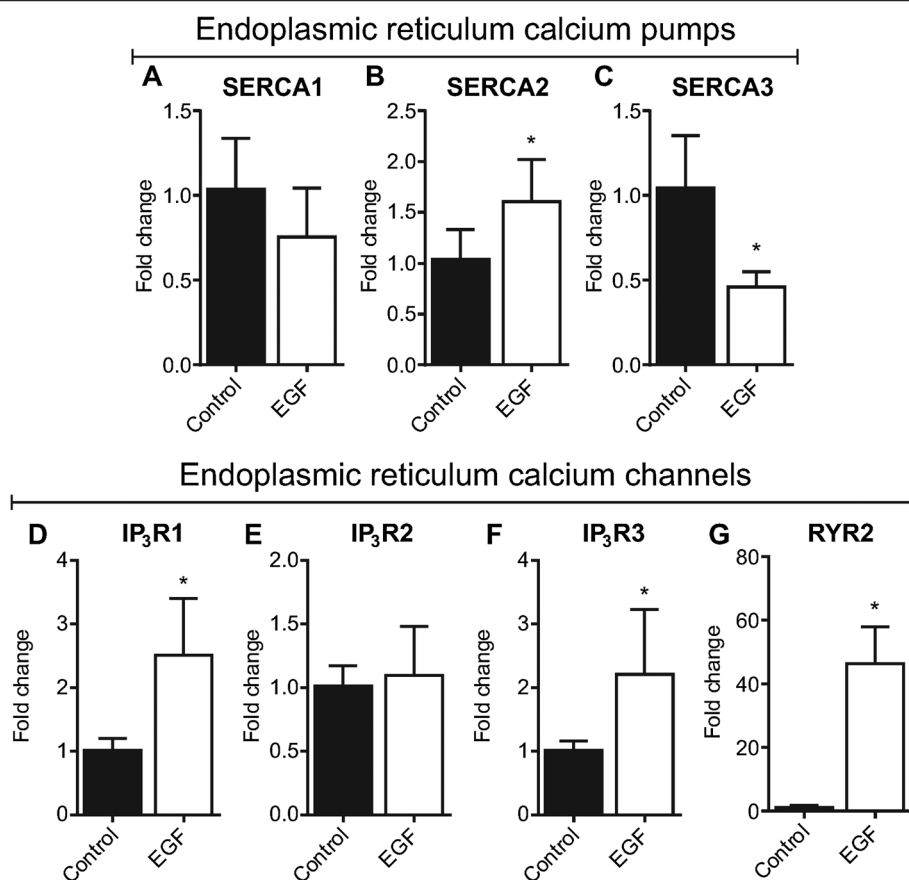 Endoplasmic reticulum calcium pumps
A SERCA1 B SERCA2 C SERCA3
Fold change
1.5
1.0
0.5
0.0
Control EGF
Fold change
2.5
2.0
1.5
1.0
0.5
0.0
*
Control EGF
Fold change
1.5
1.0
0.5
0.0
*
Control EGF
Endoplasmic reticulum calcium channels
D IP₃R1 E IP₃R2 F IP₃R3 G RYR2
Fold change
4
3
2
1
0
*
Control EGF
Fold change
2.0
1.5
1.0
0.5
0.0
Control EGF
Fold change
4
3
2
1
0
*
Control EGF
Fold change
80
60
40
20
0
*
Control EGF